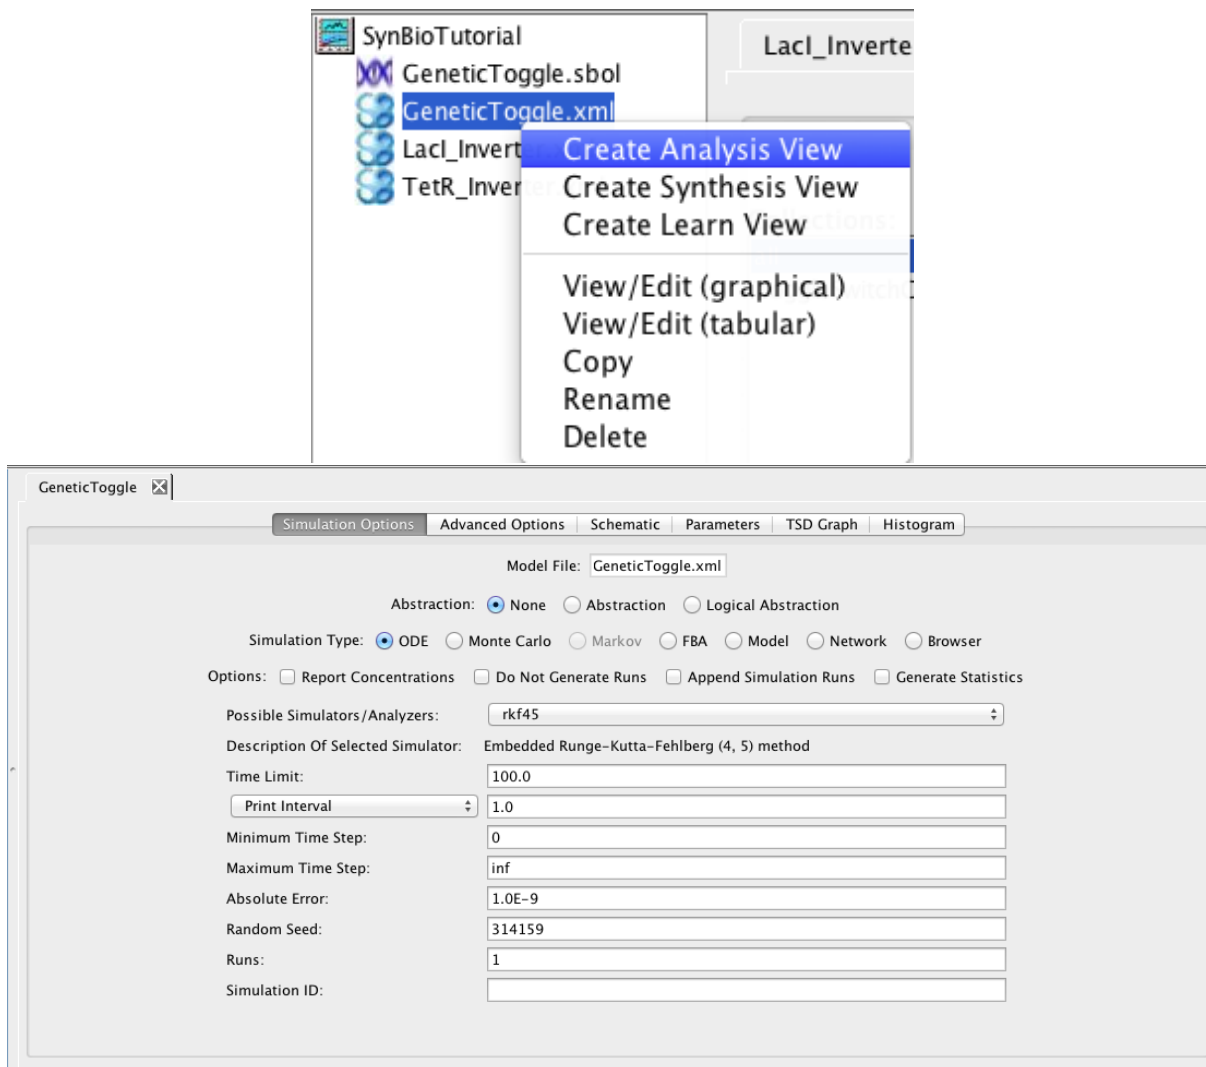 SynBioTutorial
GeneticToggle.sbol
GeneticToggle.xml
LacI_Invert
TetR_Inver
LacI_Inverte
Create Analysis View
Create Synthesis View
Create Learn View
View/Edit (graphical)
View/Edit (tabular)
Copy
Rename
Delete
GeneticToggle
Simulation Options Advanced Options Schematic Parameters TSD Graph Histogram
Model File: GeneticToggle.xml
Abstraction: None Abstraction Logical Abstraction
Simulation Type: ODE Monte Carlo Markov FBA Model Network Browser
Options: Report Concentrations Do Not Generate Runs Append Simulation Runs Generate Statistics
Possible Simulators/Analyzers: rkf45
Description Of Selected Simulator: Embedded Runge-Kutta-Fehlberg (4, 5) method
Time Limit: 100.0
Print Interval 1.0
Minimum Time Step: 0
Maximum Time Step: inf
Absolute Error: 1.0E-9
Random Seed: 314159
Runs: 1
Simulation ID: